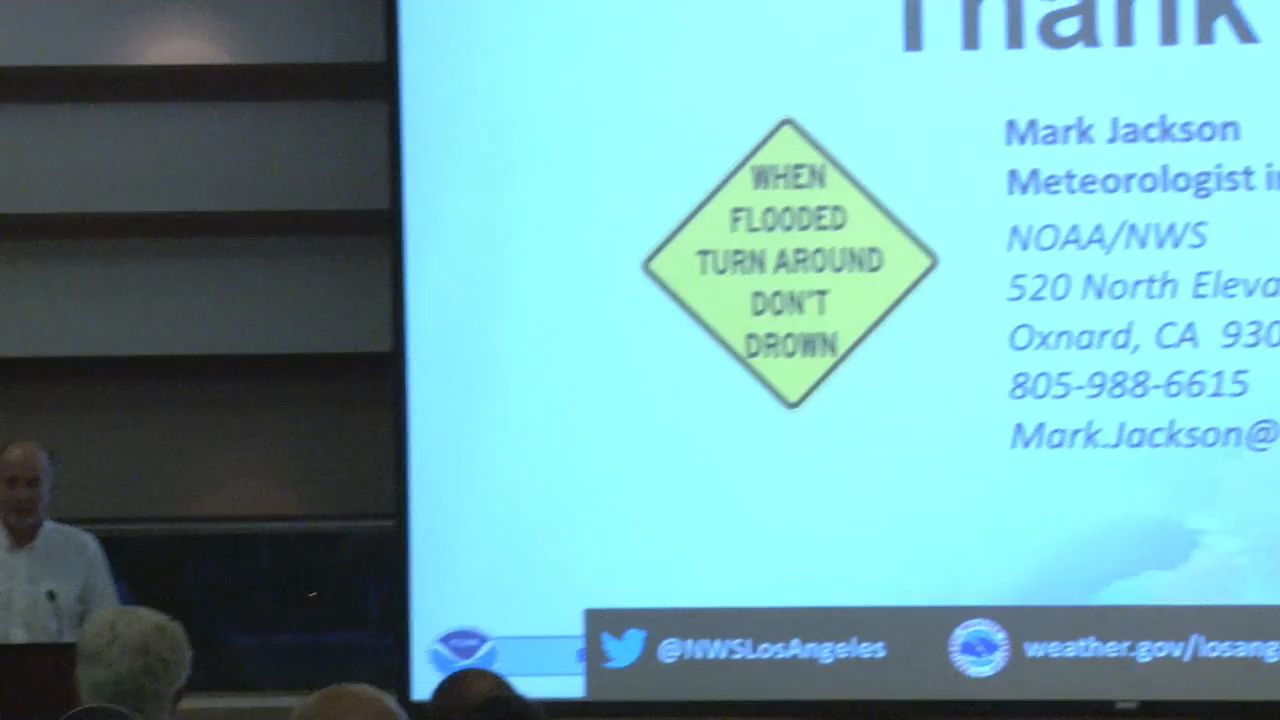 Thank
WHEN
FLOODED
TURN AROUND
DON'T
DROWN
Mark Jackson
Meteorologist in
NOAA/NWS
520 North Eleva
Oxnard, CA 930
805-988-6615
Mark.Jackson@
@NWSLosAngeles
weather.gov/losang